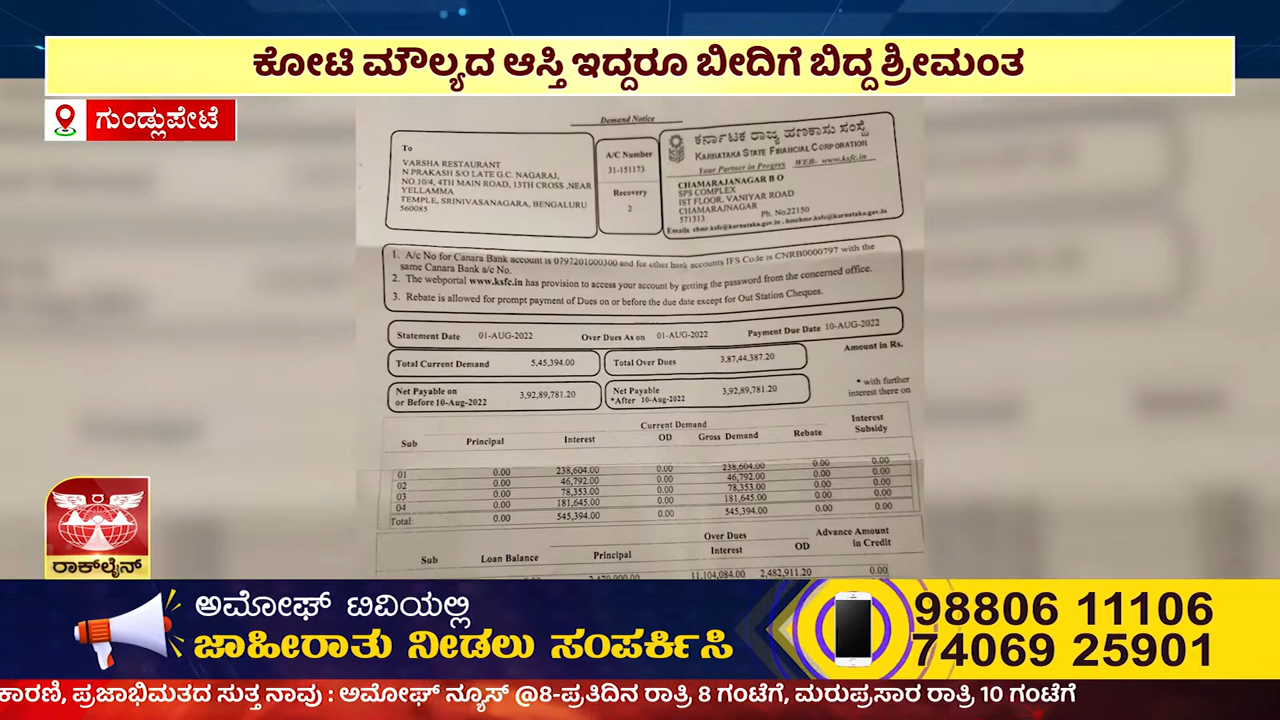 ಕೋಟಿ ಮೌಲ್ಯದ ಆಸ್ತಿ ಇದ್ದರೂ ಬೀದಿಗೆ ಬಿದ್ದ ಶ್ರೀಮಂತ
ಗುಂಡ್ಲುಪೇಟೆ
Demand Notice
To
VARSHA RESTAURANT
N.PRAKASH S/O LATE G.C. NAGARAJ,
NO.10/4, 4TH MAIN ROAD, 13TH CROSS ,NEAR
YELLAMMA
TEMPLE, SRINIVASANAGARA, BENGALURU
560085
A/C Number
31-151173
Recovery
2
ಕರ್ನಾಟಕ ರಾಜ್ಯ ಹಣಕಾಸು ಸಂಸ್ಥೆ
KARNATAKA STATE FINANCIAL CORPORATION
Your Partner in Progress WEB- www.ksfc.in
CHAMARAJANAGAR B O
SPS COMPLEX
IST FLOOR, VANIYAR ROAD
CHAMARAJNAGAR
571313 Ph. No.22150
1. A/c No for Canara Bank account is 0797201000300 and for other bank accounts IFS Code is CNRB0000797 with the
same Canara Bank a/c No.
2. The webportal www.ksfc.in has provision to access your account by getting the password from the concerned office.
3. Rebate is allowed for prompt payment of Dues on or before the due date except for Out Station Cheques.
Statement Date 01-AUG-2022 Over Dues As on 01-AUG-2022 Payment Due Date 10-AUG-2022
Total Current Demand 5,45,394.00 Total Over Dues 3,87,44,387.20 Amount in Rs.
Net Payable on
or Before 10-Aug-2022 3,92,89,781.20
Net Payable
*After 10-Aug-2022 3,92,89,781.20
* with further
interest there on
Current Demand
Sub Principal Interest OD Gross Demand Rebate Interest Subsidy
01 0.00 238,604.00 0.00 238,604.00 0.00 0.00
02 0.00 46,792.00 0.00 46,792.00 0.00 0.00
03 0.00 78,353.00 0.00 78,353.00 0.00 0.00
04 0.00 181,645.00 0.00 181,645.00 0.00 0.00
Total: 0.00 545,394.00 0.00 545,394.00 0.00 0.00
Over Dues
Sub Loan Balance Principal Interest OD Advance Amount in Credit
11,104,084.00 2,482,911.20 0.00
ರಾಕ್‌ಲೈನ್
ಅಮೋಘ್ ಟಿವಿಯಲ್ಲಿ
ಜಾಹೀರಾತು ನೀಡಲು ಸಂಪರ್ಕಿಸಿ
98806 11106
74069 25901
ಕಾರಣಿ, ಪ್ರಜಾಭಿಮತದ ಸುತ್ತ ನಾವು : ಅಮೋಘ್ ನ್ಯೂಸ್ @8-ಪ್ರತಿದಿನ ರಾತ್ರಿ 8 ಗಂಟೆಗೆ, ಮರುಪ್ರಸಾರ ರಾತ್ರಿ 10 ಗಂಟೆಗೆ